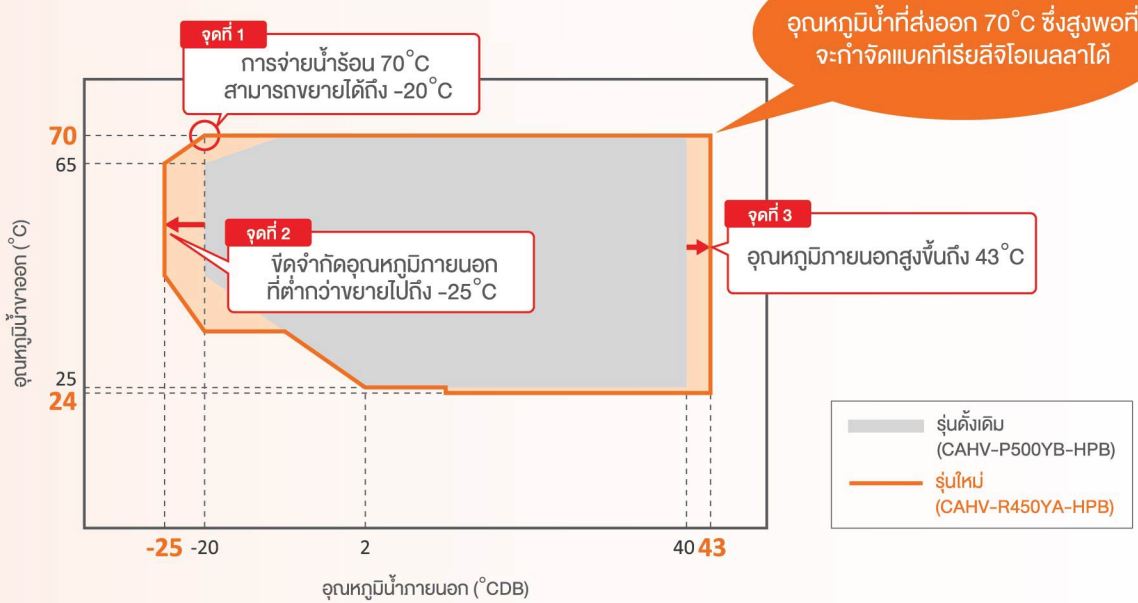 อุณหภูมิน้ำที่ส่งออก 70°C ซึ่งสูงพอที่
จะกำจัดแบคทีเรียลีจิโอเนลลาได้
จุดที่ 1
การจ่ายน้ำร้อน 70°C
สามารถขยายได้ถึง -20°C
70
65
จุดที่ 2
ขีดจำกัดอุณหภูมิภายนอก
ที่ต่ำกว่าขยายไปถึง -25°C
จุดที่ 3
อุณหภูมิภายนอกสูงขึ้นถึง 43°C
อุณหภูมิน้ำขาออก (°C)
25
24
รุ่นดั้งเดิม
(CAHV-P500YB-HPB)
รุ่นใหม่
(CAHV-R450YA-HPB)
-25 -20 2 40 43
อุณหภูมิน้ำภายนอก (°CDB)